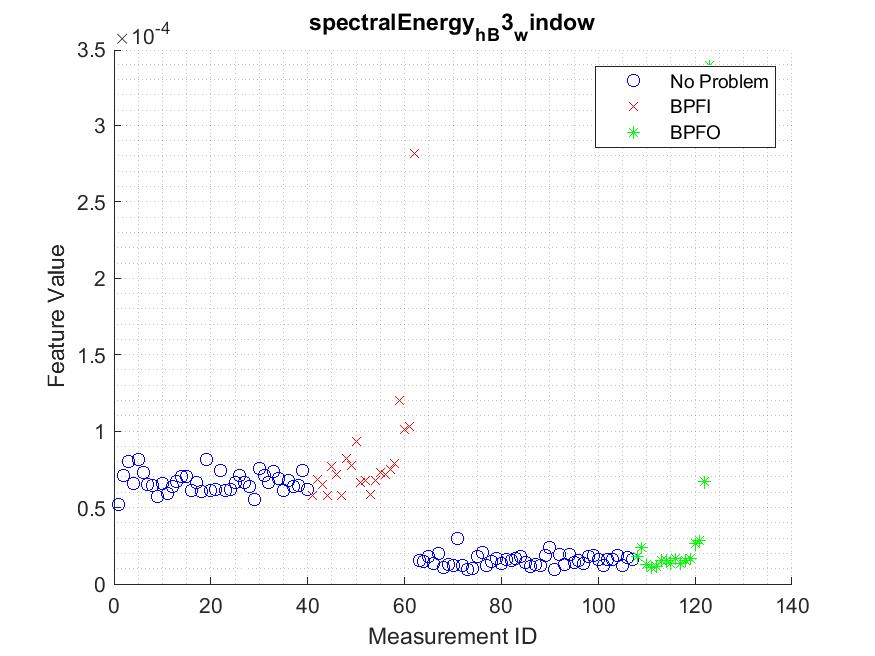 spectralEnergy_hB3_window
×10^-4
3.5
3
2.5
2
1.5
1
0.5
0
Feature Value
No Problem
BPFI
BPFO
0 20 40 60 80 100 120 140
Measurement ID